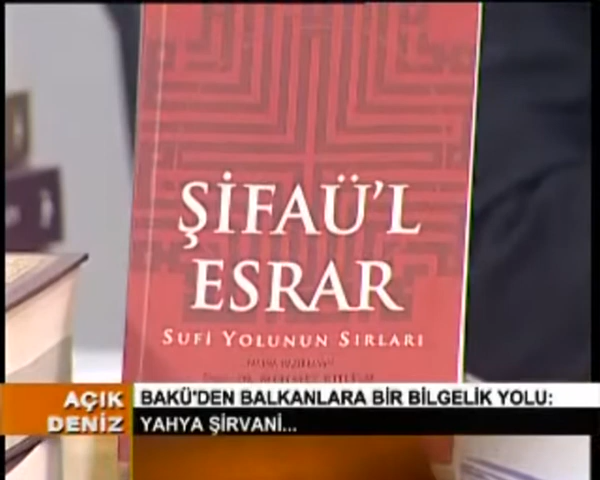 ŞİFAÜ'L
ESRAR
SUFİ YOLUNUN SIRLARI
AÇIK
DENİZ
BAKÜ'DEN BALKANLARA BİR BİLGELİK YOLU:
YAHYA ŞİRVANİ...